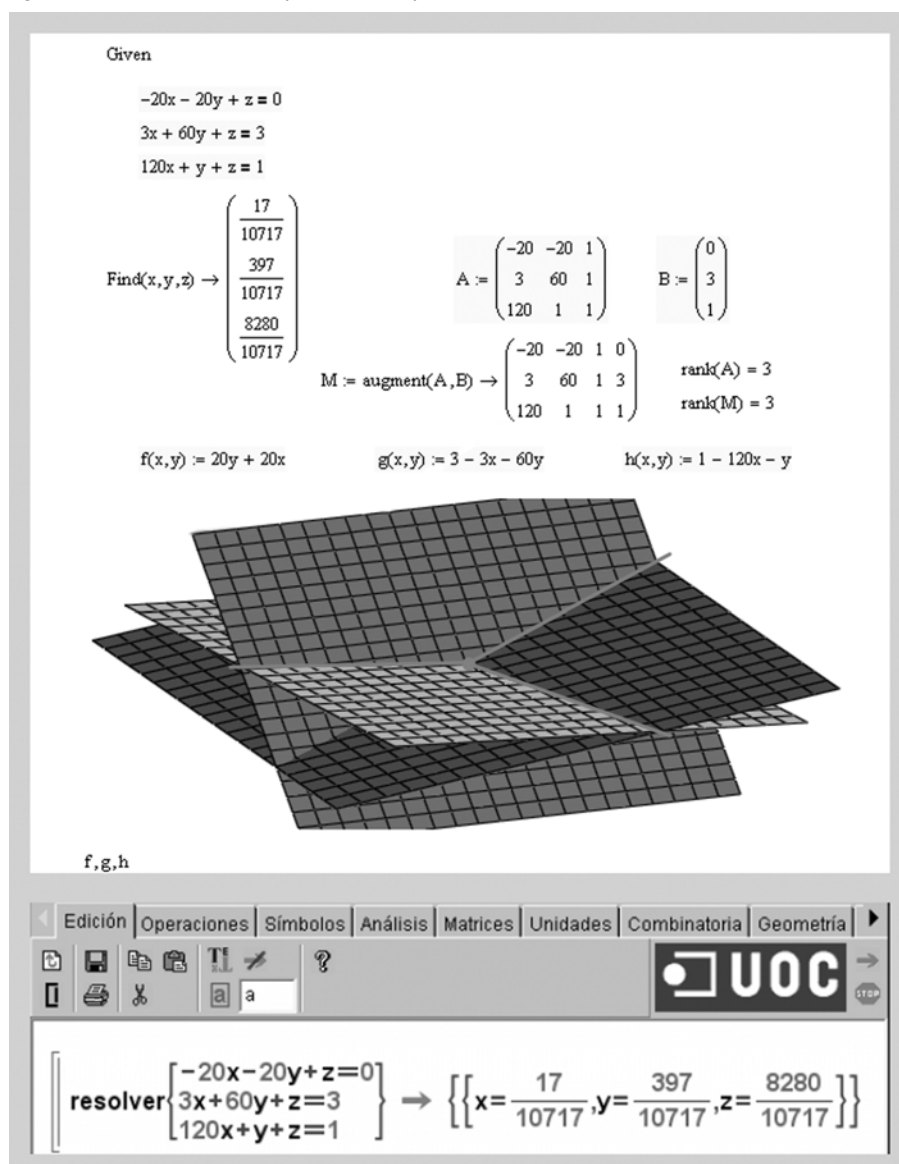 Given
−20x − 20y + z = 0
3x + 60y + z = 3
120x + y + z = 1
Find(x,y,z) → (17/10717 397/10717 8280/10717)
A := (−20 −20 1
3 60 1
120 1 1)
B := (0
3
1)
M := augment(A,B) → (−20 −20 1 0
3 60 1 3
120 1 1 1)
rank(A) = 3
rank(M) = 3
f(x,y) := 20y + 20x
g(x,y) := 3 − 3x − 60y
h(x,y) := 1 − 120x − y
f,g,h
Edición Operaciones Símbolos Análisis Matrices Unidades Combinatoria Geometría
a a
UOC
STOP
resolver{−20x−20y+z=0
3x+60y+z=3
120x+y+z=1} → {{x=17/10717,y=397/10717,z=8280/10717}}